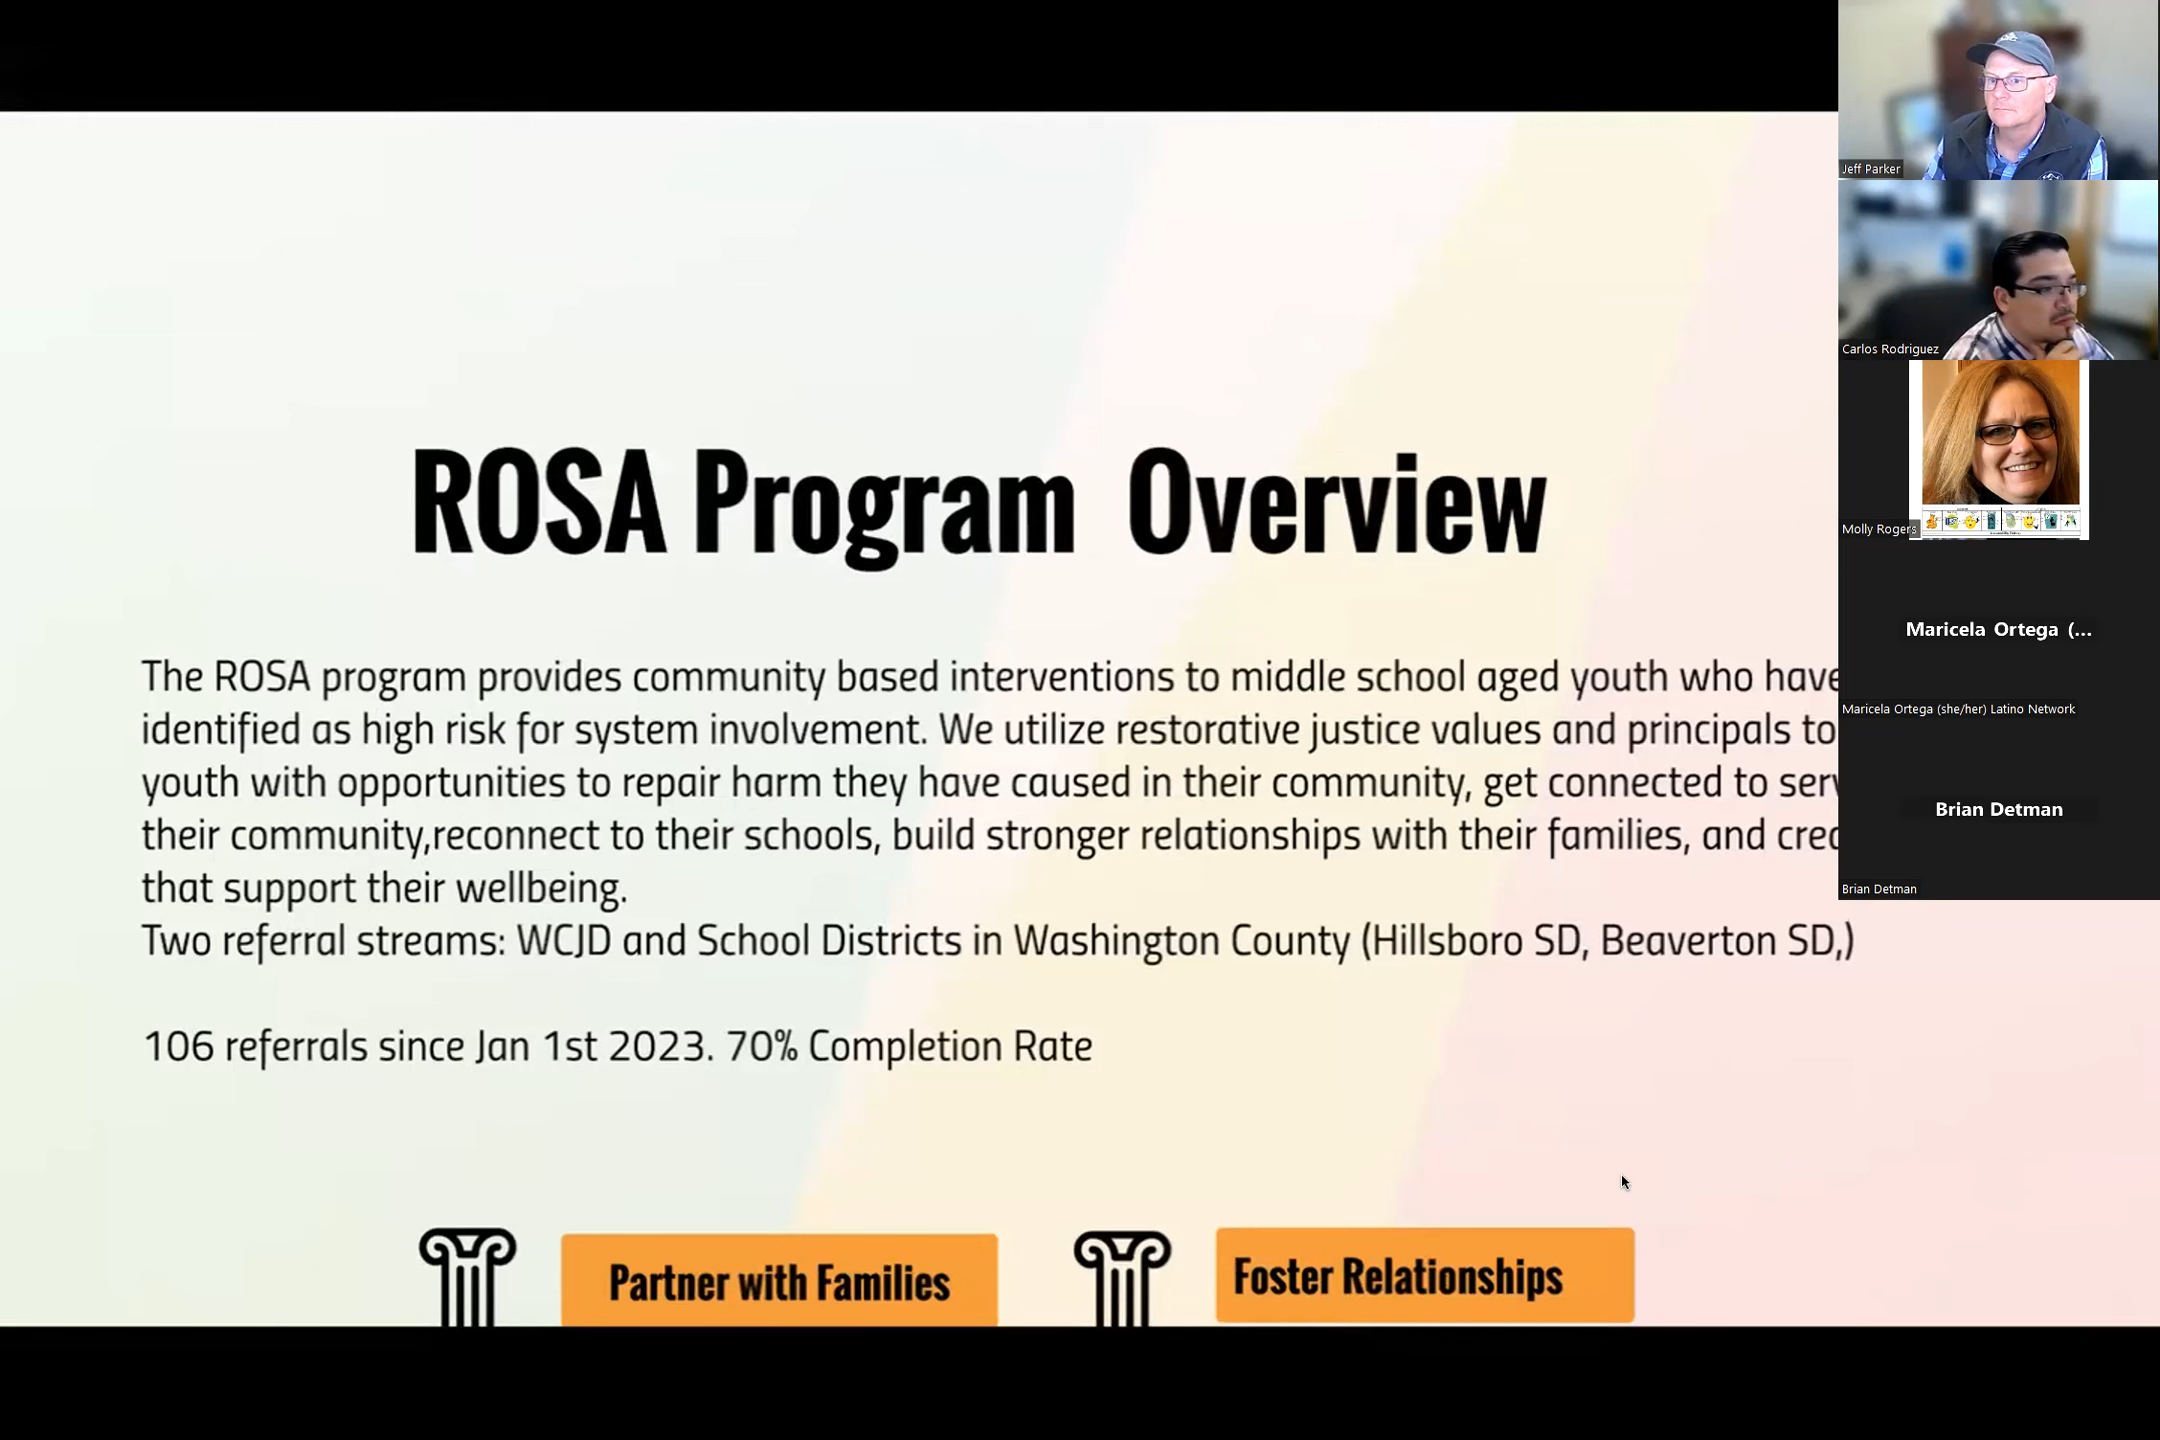 ROSA Program Overview
The ROSA program provides community based interventions to middle school aged youth who have
identified as high risk for system involvement. We utilize restorative justice values and principals to
youth with opportunities to repair harm they have caused in their community, get connected to
their community,reconnect to their schools, build stronger relationships with their families, and
that support their wellbeing.
Two referral streams: WCJD and School Districts in Washington County (Hillsboro SD, Beaverton SD,)
106 referrals since Jan 1st 2023. 70% Completion Rate
Partner with Families
Foster Relationships
Jeff Parker
Carlos Rodriguez
Molly Rogers
Maricela Ortega (...
Maricela Ortega (she/her) Latino Network
Brian Detman
Brian Detman